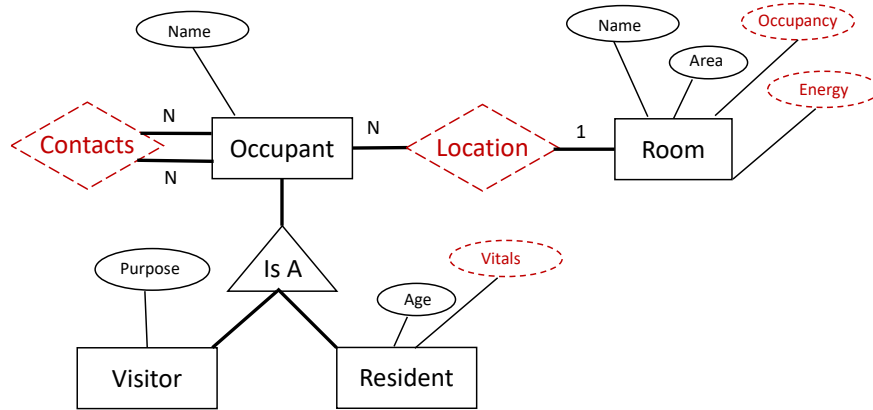 Name
Name
Occupancy
Area
Energy
N
N
1
Contacts
Occupant
Location
Room
N
Is A
Purpose
Vitals
Age
Visitor
Resident